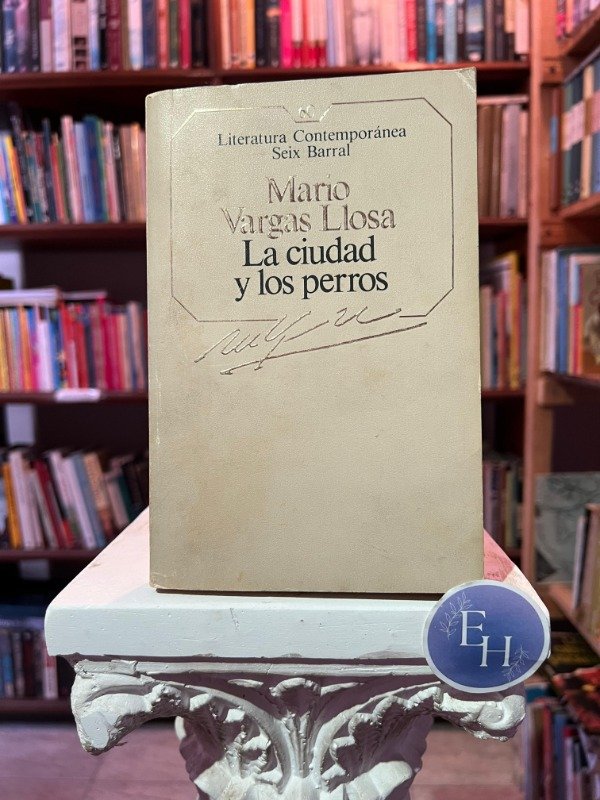 Literatura Contemporánea
Seix Barral
Mario
Vargas Llosa
La ciudad
y los perros
EH